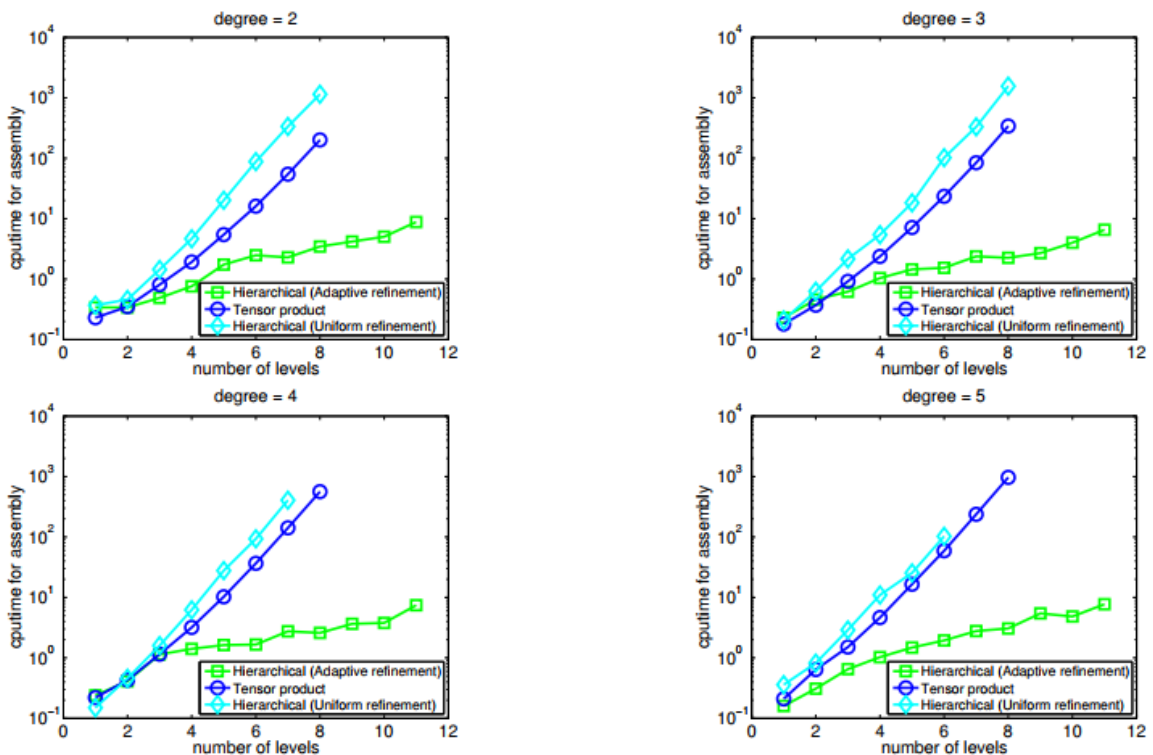 degree = 2
cputime for assembly
10^4
10^3
10^2
10^1
10^0
10^-1
Hierarchical (Adaptive refinement)
Tensor product
Hierarchical (Uniform refinement)
0 2 4 6 8 10 12
number of levels
degree = 3
cputime for assembly
10^4
10^3
10^2
10^1
10^0
10^-1
Hierarchical (Adaptive refinement)
Tensor product
Hierarchical (Uniform refinement)
0 2 4 6 8 10 12
number of levels
degree = 4
cputime for assembly
10^4
10^3
10^2
10^1
10^0
10^-1
Hierarchical (Adaptive refinement)
Tensor product
Hierarchical (Uniform refinement)
0 2 4 6 8 10 12
number of levels
degree = 5
cputime for assembly
10^4
10^3
10^2
10^1
10^0
10^-1
Hierarchical (Adaptive refinement)
Tensor product
Hierarchical (Uniform refinement)
0 2 4 6 8 10 12
number of levels